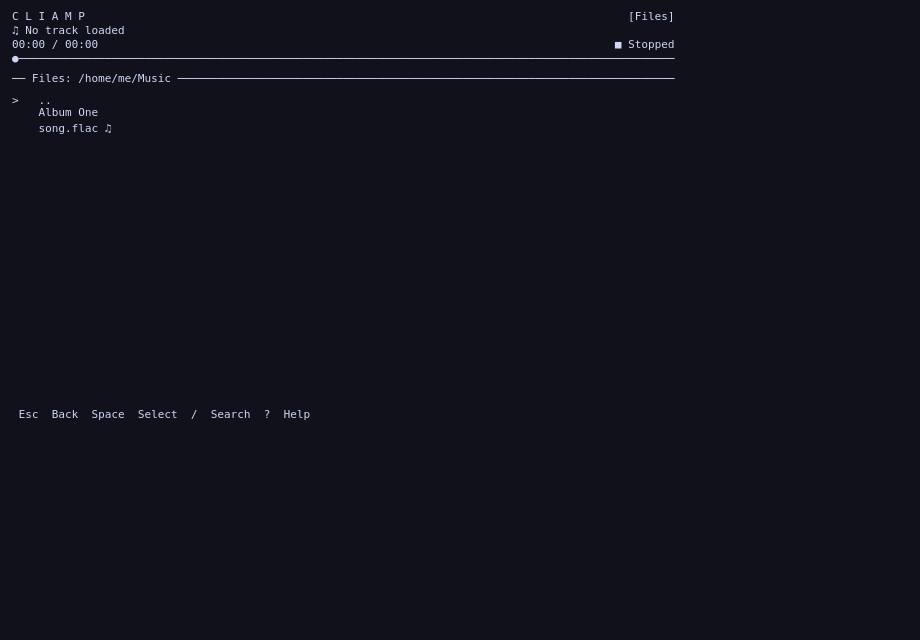 C L I A M P [Files]
♫ No track loaded
00:00 / 00:00 ■ Stopped
── Files: /home/me/Music ──
> ..
Album One
song.flac ♫
Esc Back Space Select / Search ? Help